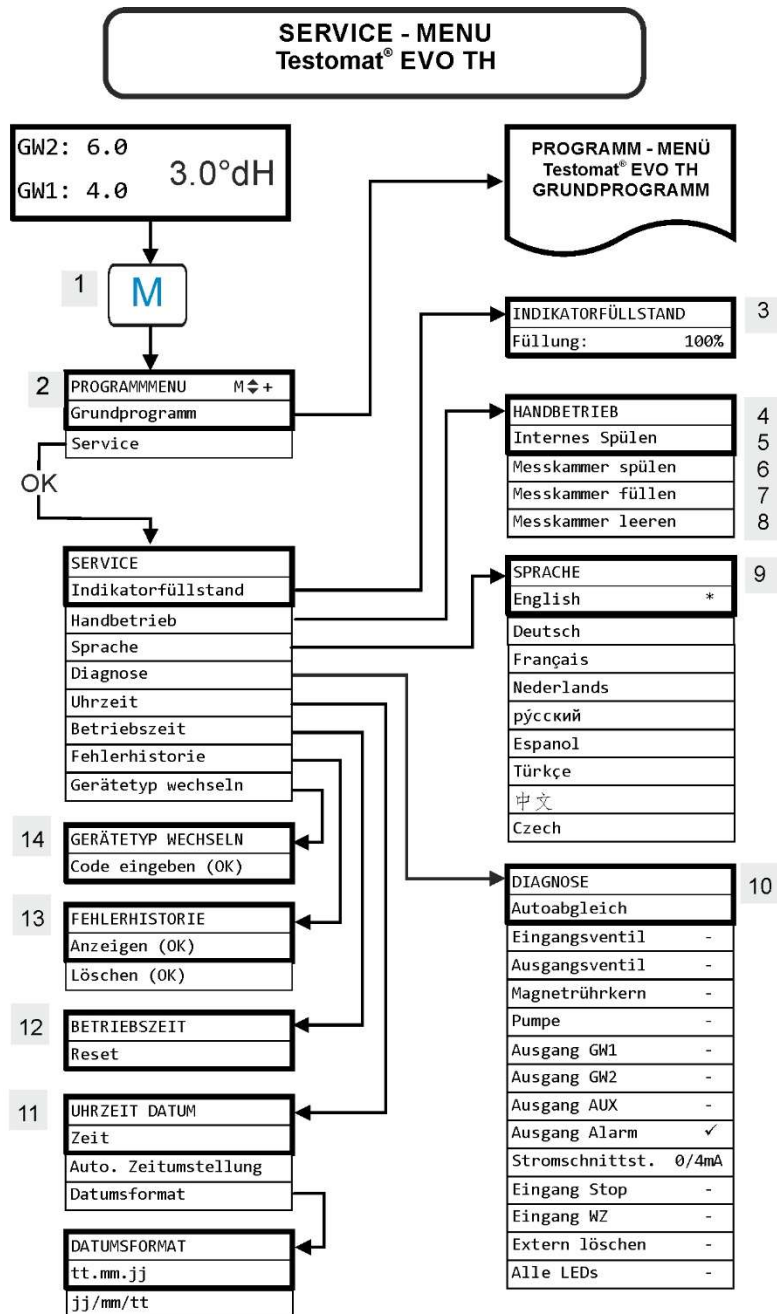 SERVICE - MENU
Testomat® EVO TH
GW2: 6.0
GW1: 4.0
3.0°dH
1
M
2
PROGRAMMMENU M+
Grundprogramm
Service
OK
SERVICE
Indikatorfüllstand
Handbetrieb
Sprache
Diagnose
Uhrzeit
Betriebszeit
Fehlerhistorie
Gerätetyp wechseln
14
GERÄTETYP WECHSELN
Code eingeben (OK)
13
FEHLERHISTORIE
Anzeigen (OK)
Löschen (OK)
12
BETRIEBSZEIT
Reset
11
UHRZEIT DATUM
Zeit
Auto. Zeitumstellung
Datumsformat
DATUMSFORMAT
tt.mm.jj
jj/mm/tt
PROGRAMM - MENÜ
Testomat® EVO TH
GRUNDPROGRAMM
INDIKATORFÜLLSTAND 3
Füllung: 100%
HANDBETRIEB 4
Internes Spülen 5
Messkammer spülen 6
Messkammer füllen 7
Messkammer leeren 8
SPRACHE 9
English *
Deutsch
Français
Nederlands
рýсский
Espanol
Türkçe
中文
Czech
DIAGNOSE 10
Autoabgleich
Eingangsventil -
Ausgangsventil -
Magnetrührkern -
Pumpe -
Ausgang GW1 -
Ausgang GW2 -
Ausgang AUX -
Ausgang Alarm ✓
Stromschnittst. 0/4mA
Eingang Stop -
Eingang WZ -
Extern löschen -
Alle LEDs -